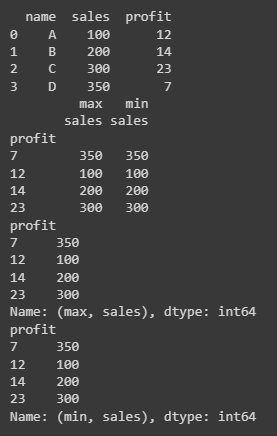 name  sales  profit
0    A    100      12
1    B    200      14
2    C    300      23
3    D    350       7
         max   min
       sales sales
profit
7        350   350
12       100   100
14       200   200
23       300   300
profit
7     350
12    100
14    200
23    300
Name: (max, sales), dtype: int64
profit
7     350
12    100
14    200
23    300
Name: (min, sales), dtype: int64